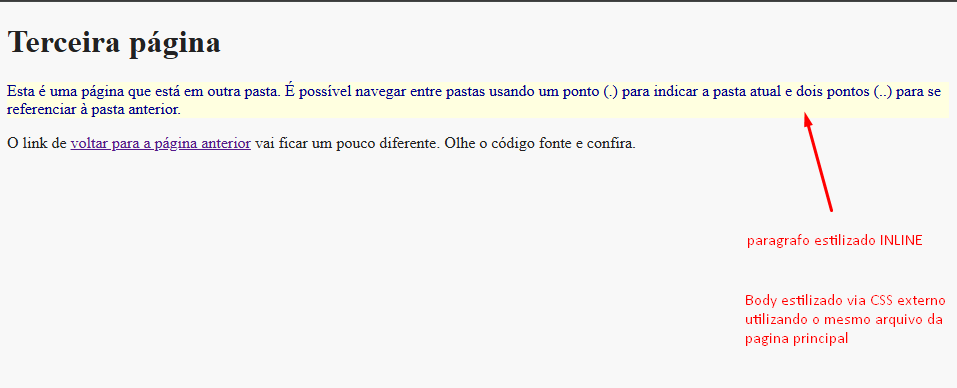 Terceira página
Esta é uma página que está em outra pasta. É possível navegar entre pastas usando um ponto (.) para indicar a pasta atual e dois pontos (..) para se
referenciar à pasta anterior.
O link de voltar para a página anterior vai ficar um pouco diferente. Olhe o código fonte e confira.
paragrafo estilizado INLINE
Body estilizado via CSS externo
utilizando o mesmo arquivo da
pagina principal